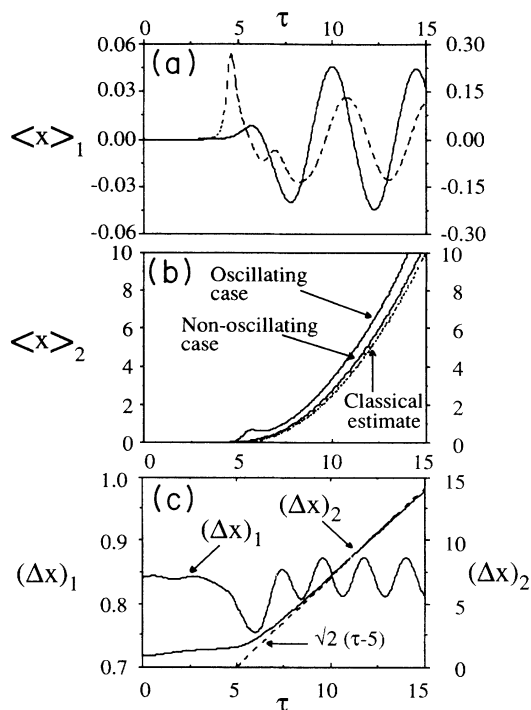 τ
0 5 10 15
0.06 (a) 0.30
0.03 0.15
<x>₁ 0.00 0.00
-0.03 -0.15
-0.06 -0.30
10 (b) 10
8 Oscillating 8
case
<x>₂ 6 Non-oscillating 6
case
4 4
2 Classical 2
estimate
0 0
0 5 10 15
1.0 (c) 15
(Δx)₂
0.9 (Δx)₁ 10
(Δx)₁ (Δx)₂
0.8 5
√2 (τ-5)
0.7 0
0 5 10 15
τ